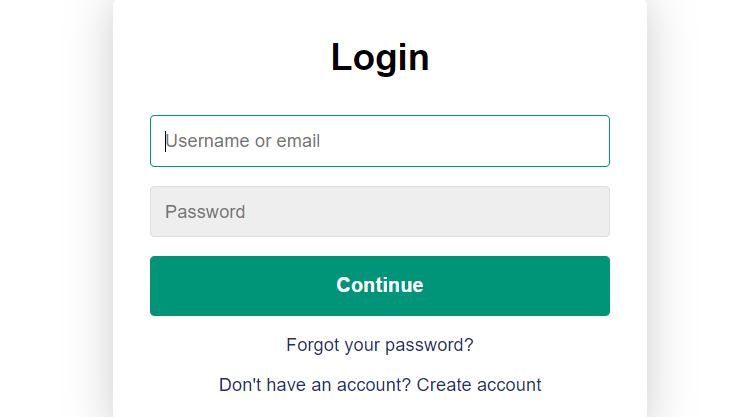 Login
Username or email
Password
Continue
Forgot your password?
Don't have an account? Create account